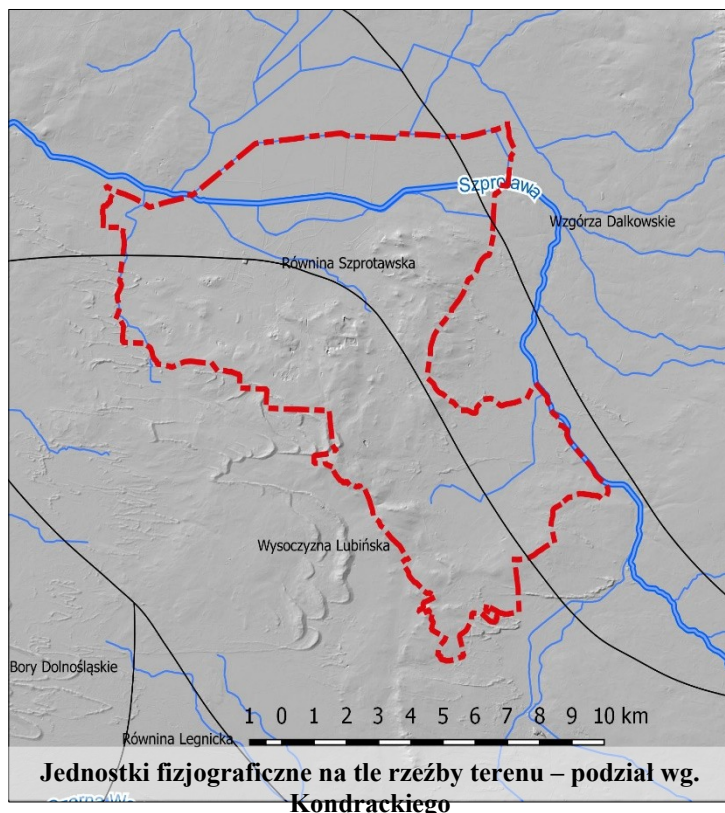 Szprotawa
Wzgórza Dalkowskie
Równina Szprotawska
Wysoczyzna Lubińska
Bory Dolnośląskie
Równina Legnicka
1 0 1 2 3 4 5 6 7 8 9 10 km
Jednostki fizjograficzne na tle rzeźby terenu – podział wg.
Kondrackiego